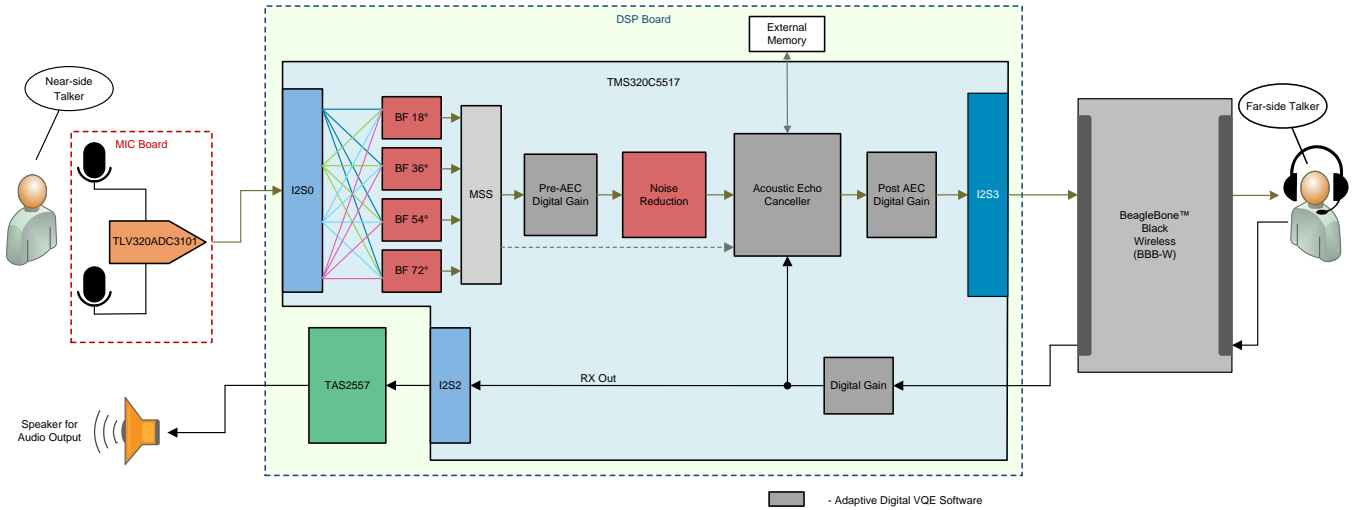 DSP Board
External
Memory
TMS320C5517
Near-side
Talker
MIC Board
TLV320ADC3101
I2S0
BF 18°
BF 36°
BF 54°
BF 72°
MSS
Pre-AEC
Digital Gain
Noise
Reduction
Acoustic Echo
Canceller
Post AEC
Digital Gain
I2S3
BeagleBone™
Black
Wireless
(BBB-W)
Far-side Talker
Speaker for
Audio Output
TAS2557
I2S2
RX Out
Digital Gain
- Adaptive Digital VQE Software